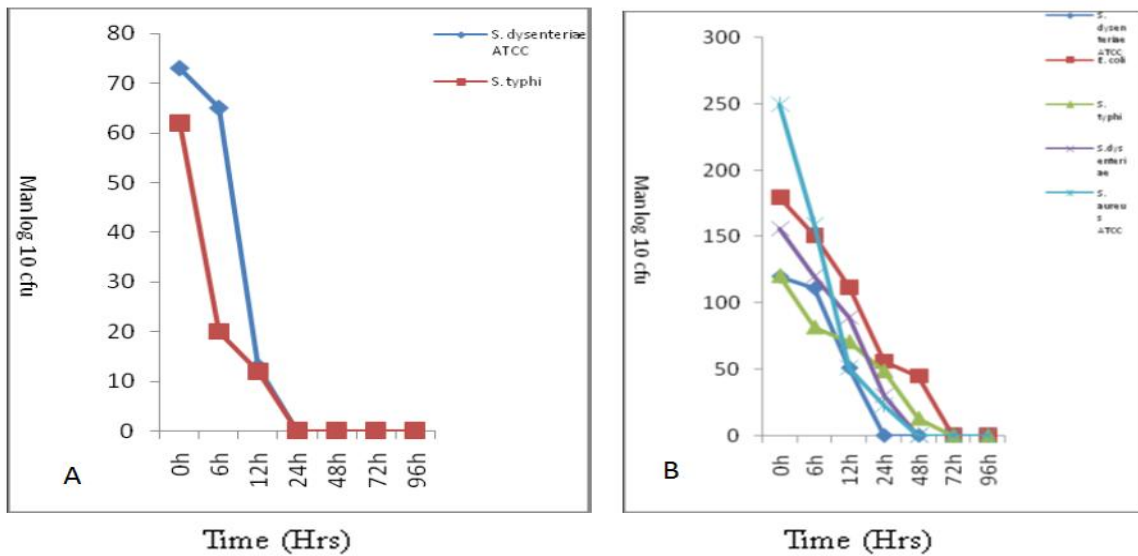 80
70
60
50
40
30
20
10
0
Manlog 10 cfu
0h
6h
12h
24h
48h
72h
96h
A
Time (Hrs)
S. dysenteriae
ATCC
S. typhi
300
250
200
150
100
50
0
Manlog 10 cfu
0h
6h
12h
24h
48h
72h
96h
B
Time (Hrs)
S.
dysen
teriae
ATCC
E. coli
S.
typhi
S.dys
enteri
ae
S.
aureu
s
ATCC